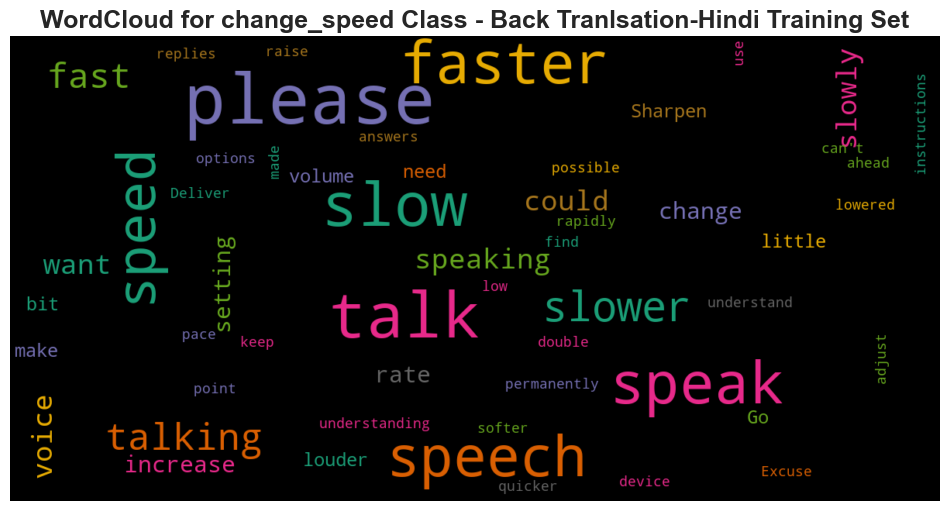 WordCloud for change_speed Class - Back Tranlsation-Hindi Training Set
replies
raise
faster
use
fast
please
slowly
instructions
Sharpen
answers
can't
options
made
ahead
speed
volume
need
possible
Deliver
slow
could
change
lowered
rapidly
find
little
want
setting
speaking
low
bit
talk
slower
understand
pace
keep
double
adjust
make
rate
permanently
speak
point
voice
understanding
softer
Go
talking
increase
louder
speech
quicker
device
Excuse